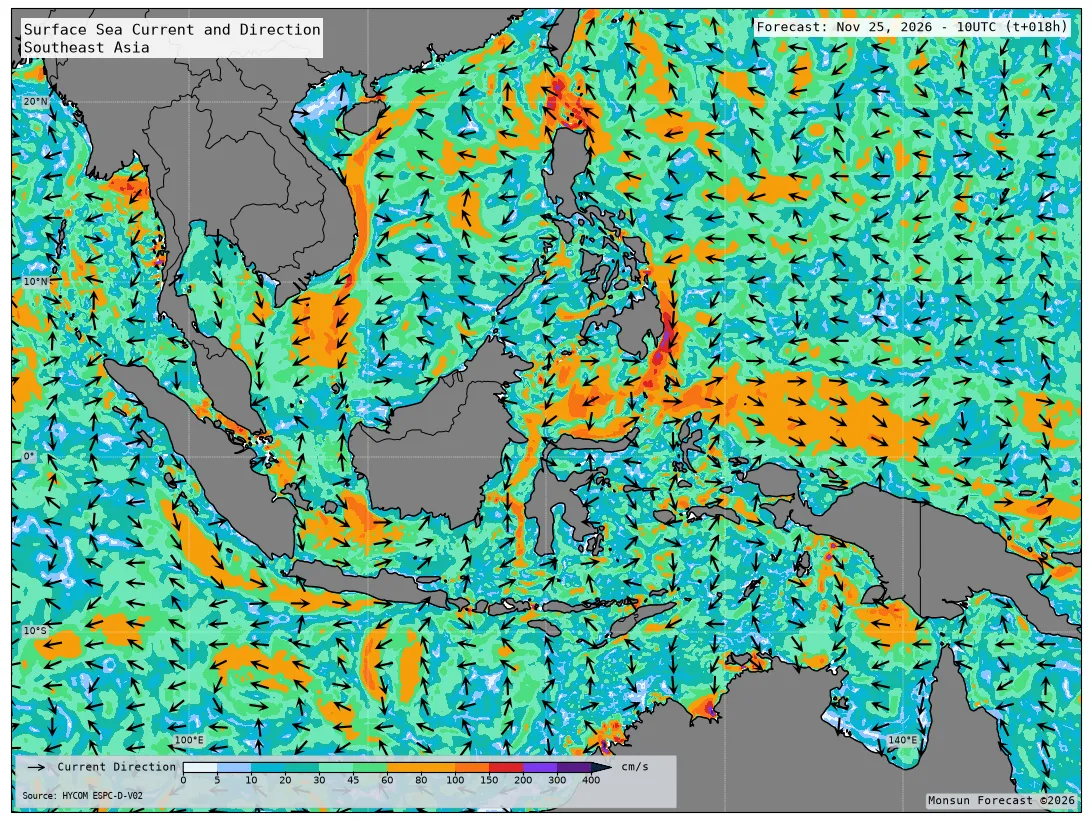 Surface Sea Current and Direction
Southeast Asia
Forecast: Nov 25, 2026 - 10UTC (t+018h)
20°N
10°N
0°
10°S
100°E
140°E
Current Direction
cm/s
0 5 10 20 30 45 60 80 100 150 200 300 400
Source: HYCOM ESPC-D-V02
Monsun Forecast ©2026